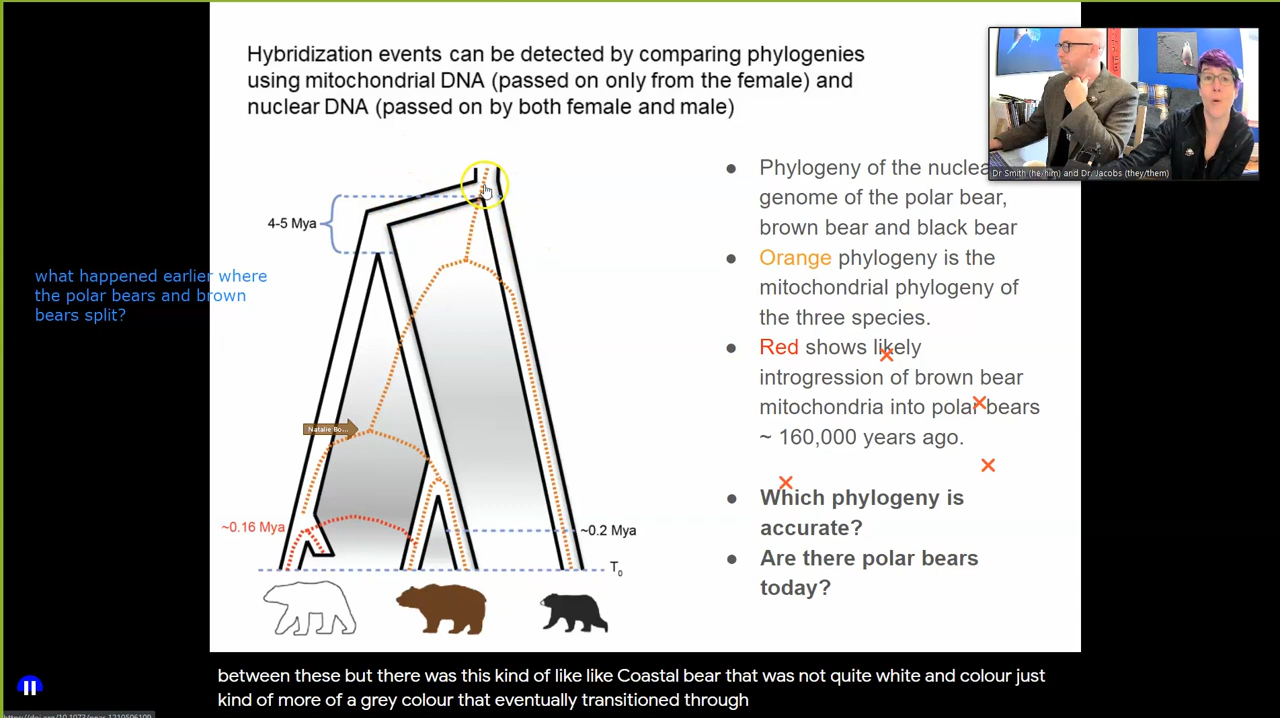 Hybridization events can be detected by comparing phylogenies
using mitochondrial DNA (passed on only from the female) and
nuclear DNA (passed on by both female and male)
Dr Smith (he/him) and Dr. Jacobs (they/them)
● Phylogeny of the nuclea
genome of the polar bear,
brown bear and black bear
● Orange phylogeny is the
mitochondrial phylogeny of
the three species.
● Red shows likely
introgression of brown bear
mitochondria into polar bears
~ 160,000 years ago.
● Which phylogeny is
accurate?
● Are there polar bears
today?
4-5 Mya
what happened earlier where
the polar bears and brown
bears split?
Natalie Bo...
~0.16 Mya
~0.2 Mya
T0
between these but there was this kind of like like Coastal bear that was not quite white and colour just
kind of more of a grey colour that eventually transitioned through